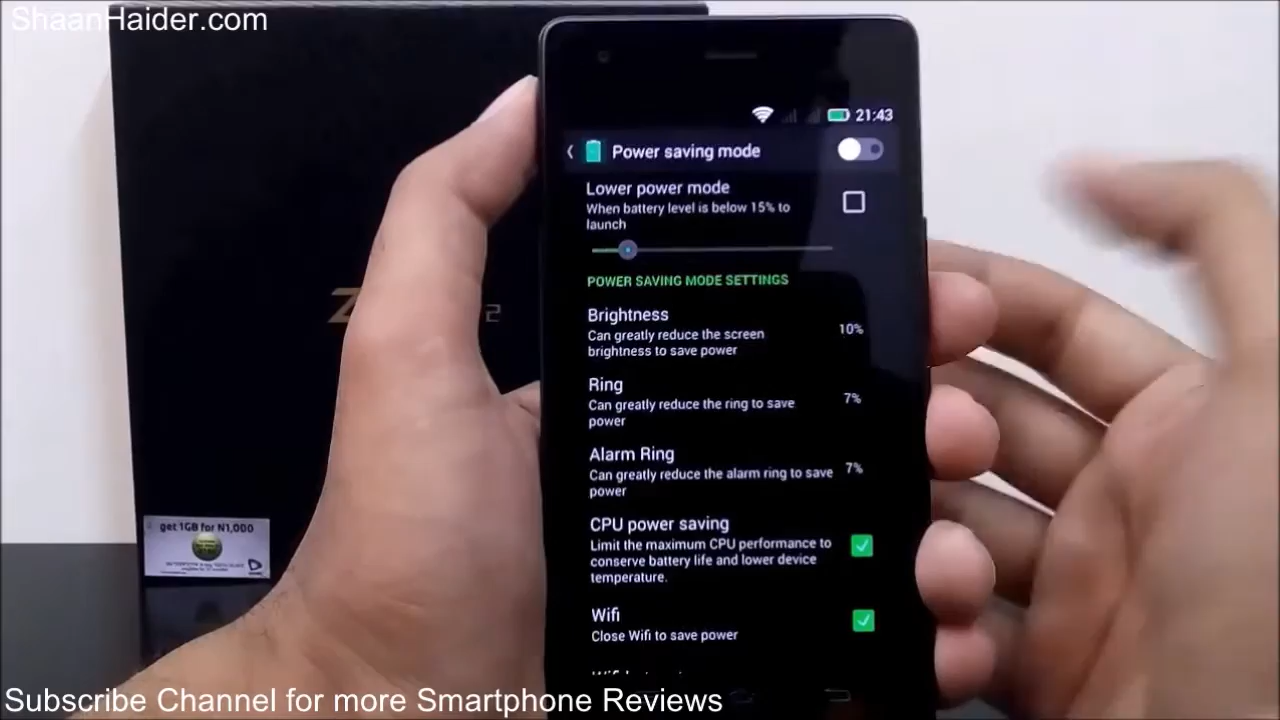 ShaanHaider.com
21:43
Power saving mode
Lower power mode
When battery level is below 15% to
launch
POWER SAVING MODE SETTINGS
Brightness
Can greatly reduce the screen
brightness to save power
10%
Ring
Can greatly reduce the ring to save
power
7%
Alarm Ring
Can greatly reduce the alarm ring to save
power
7%
CPU power saving
Limit the maximum CPU performance to
conserve battery life and lower device
temperature.
Wifi
Close Wifi to save power
Z
2
get 1GB for N1,000
Subscribe Channel for more Smartphone Reviews